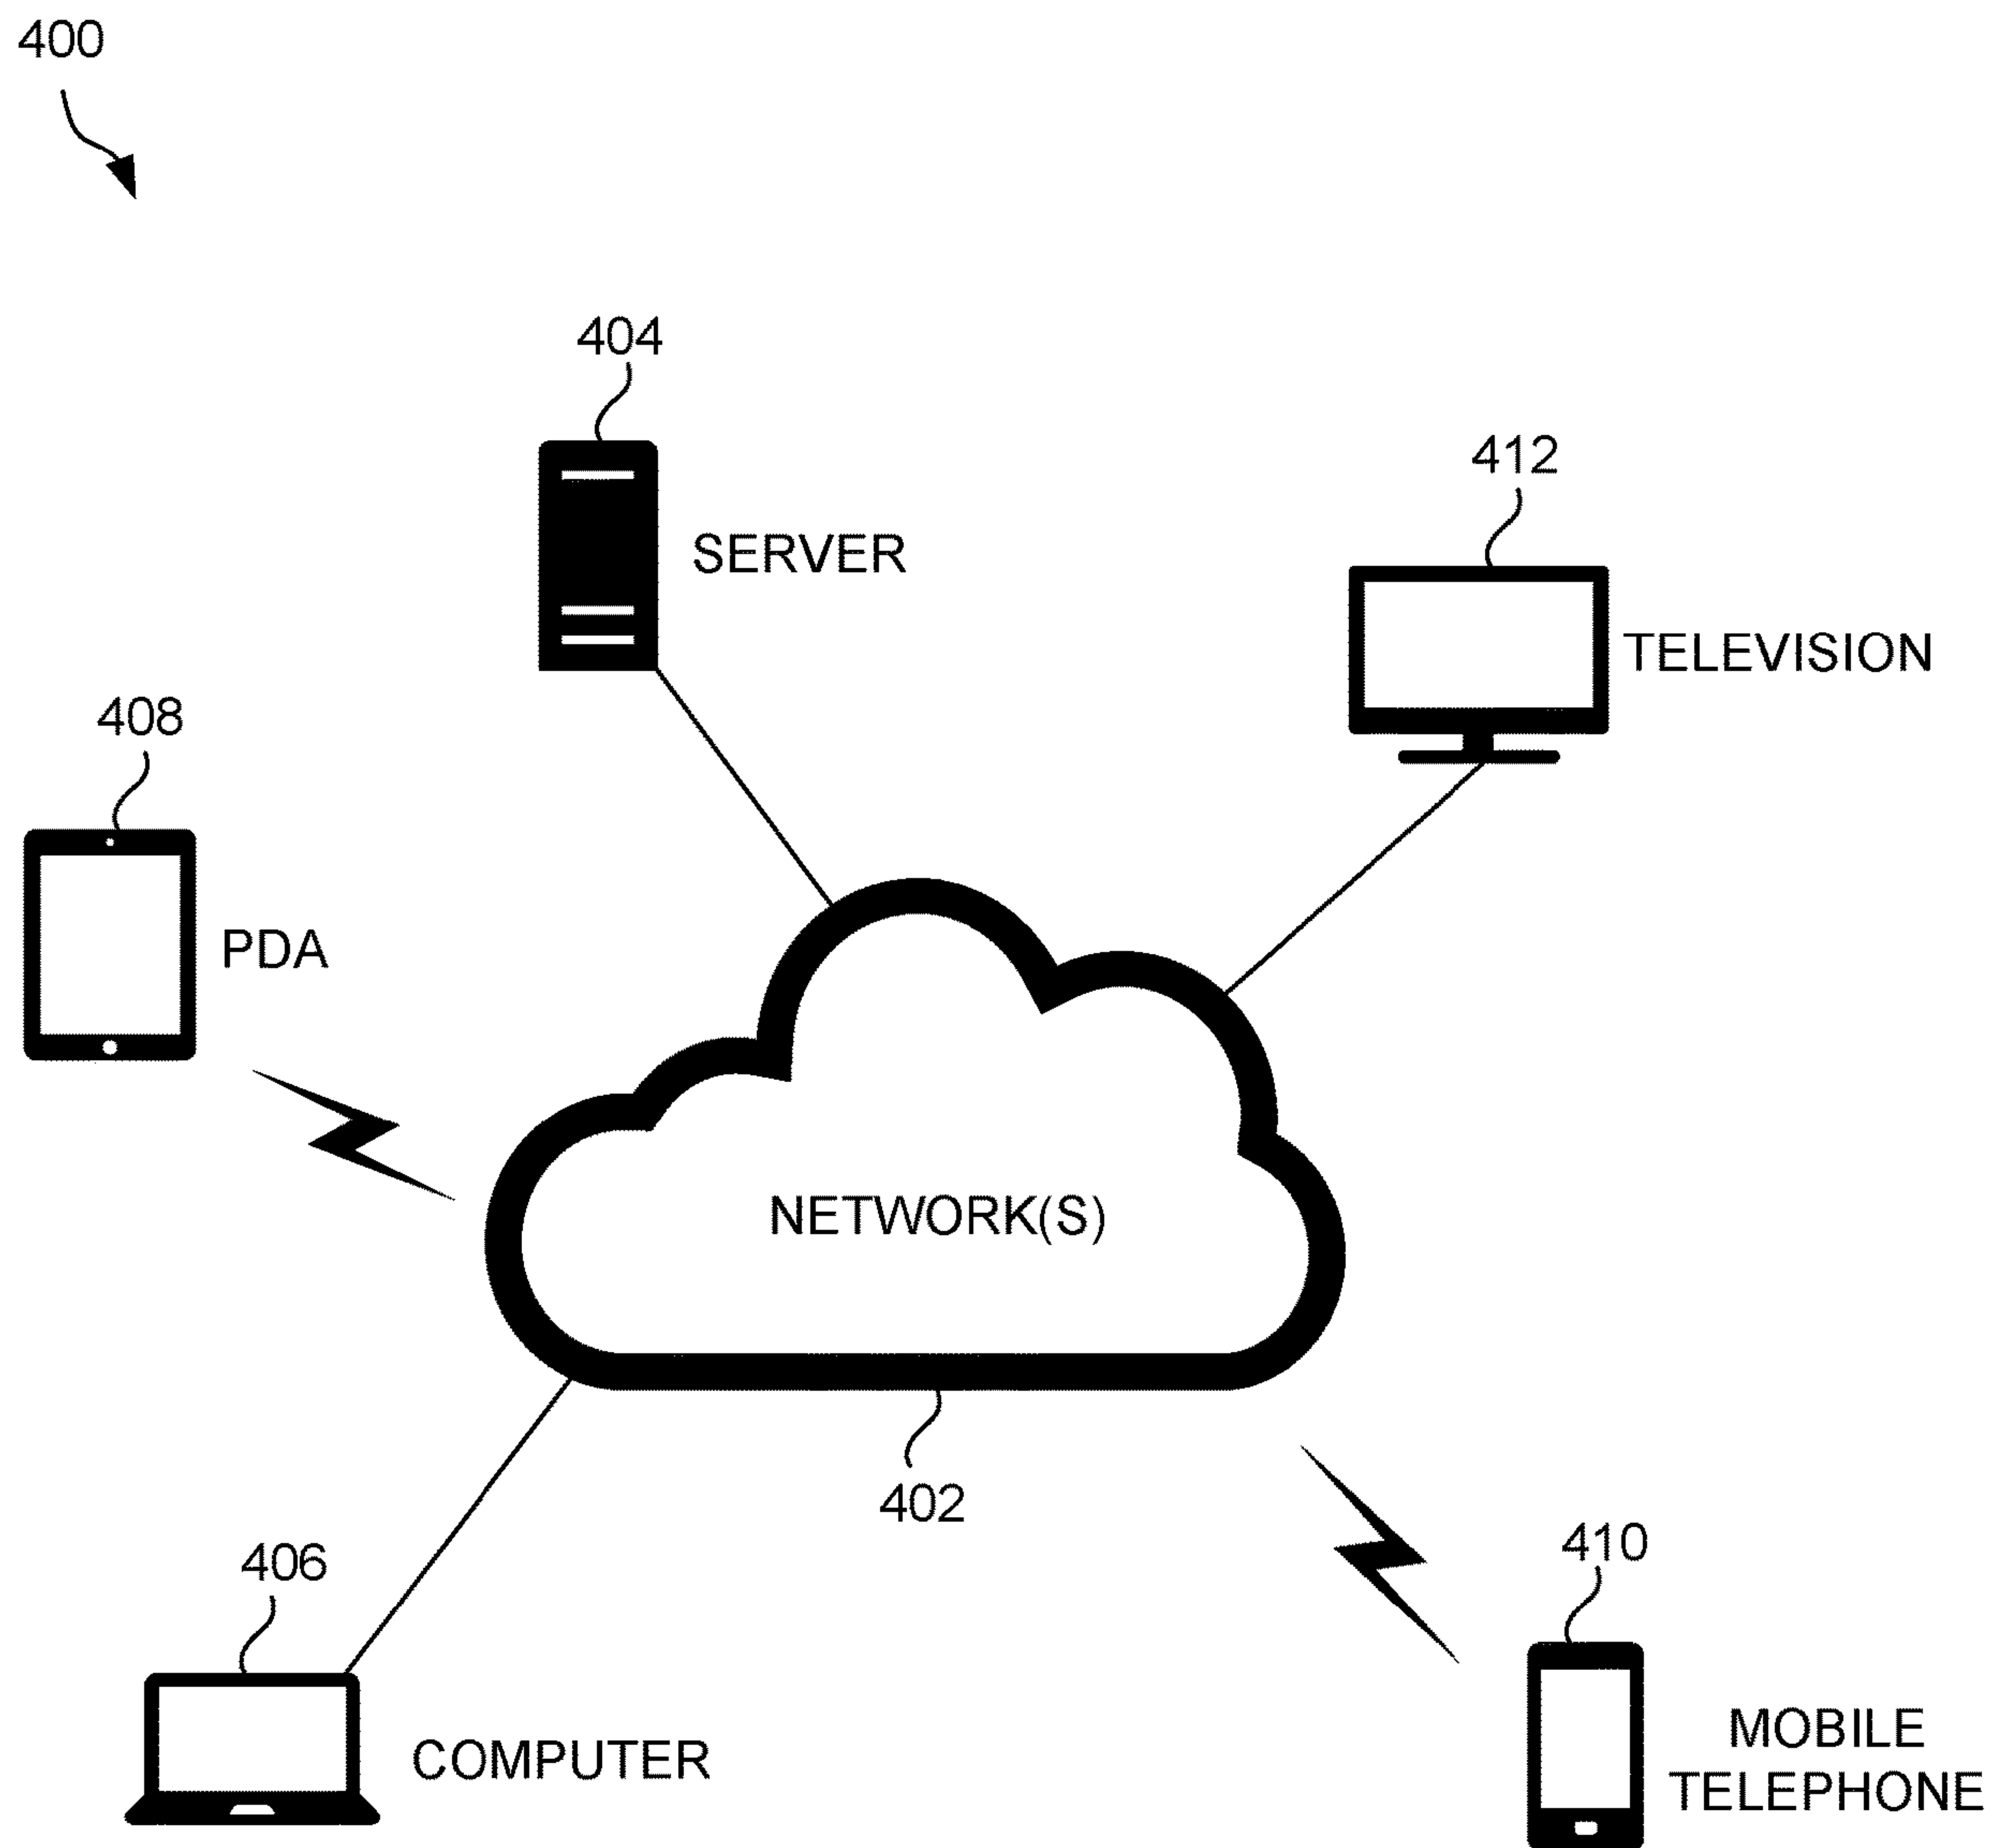 400
404
SERVER
412
TELEVISION
408
PDA
NETWORK(S)
402
406
COMPUTER
410
MOBILE
TELEPHONE